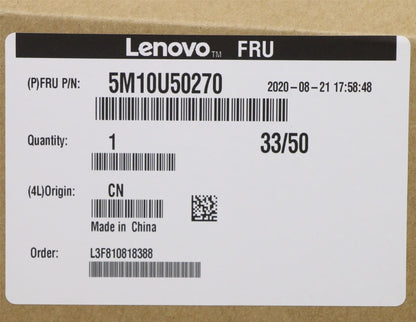 Lenovo™ FRU
(P)FRU P/N: 5M10U50270 2020-08-21 17:58:48
Quantity: 1 33/50
(4L)Origin: CN
Made in China
Order: L3F810818388